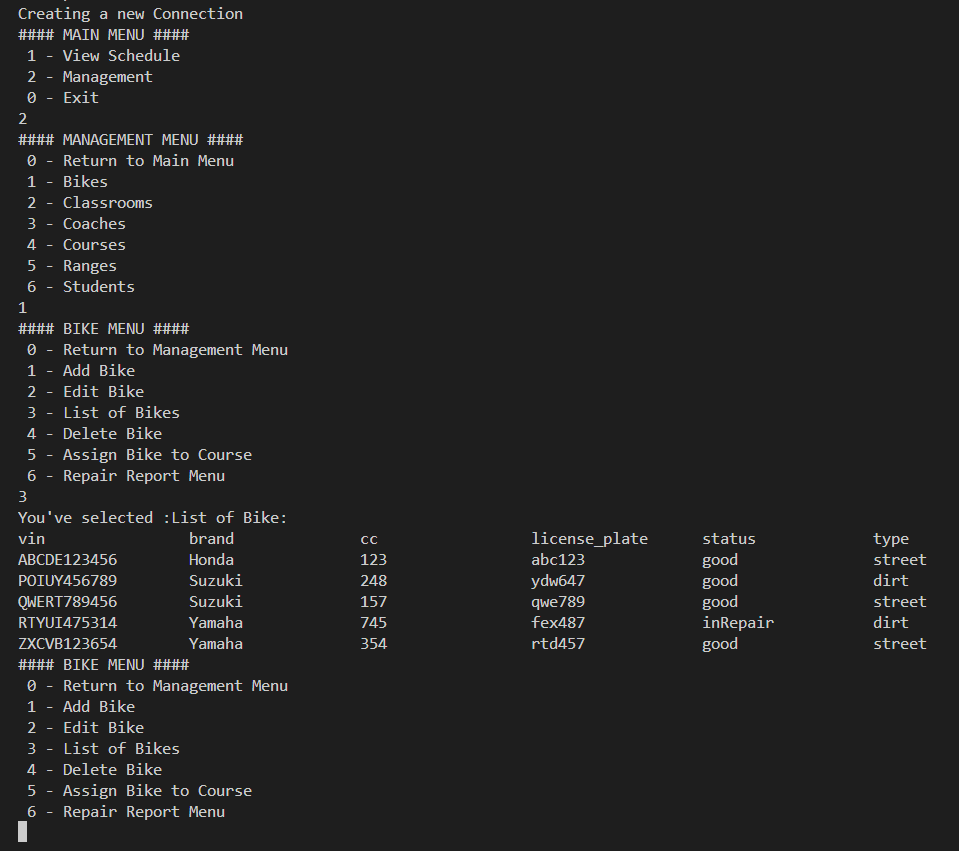 Creating a new Connection
#### MAIN MENU ####
 1 - View Schedule
 2 - Management
 0 - Exit
2
#### MANAGEMENT MENU ####
 0 - Return to Main Menu
 1 - Bikes
 2 - Classrooms
 3 - Coaches
 4 - Courses
 5 - Ranges
 6 - Students
1
#### BIKE MENU ####
 0 - Return to Management Menu
 1 - Add Bike
 2 - Edit Bike
 3 - List of Bikes
 4 - Delete Bike
 5 - Assign Bike to Course
 6 - Repair Report Menu
3
You've selected :List of Bike:
vin                brand              cc                 license_plate      status             type
ABCDE123456        Honda              123                abc123             good               street
POIUY456789        Suzuki             248                ydw647             good               dirt
QWERT789456        Suzuki             157                qwe789             good               street
RTYUI475314        Yamaha             745                fex487             inRepair           dirt
ZXCVB123654        Yamaha             354                rtd457             good               street
#### BIKE MENU ####
 0 - Return to Management Menu
 1 - Add Bike
 2 - Edit Bike
 3 - List of Bikes
 4 - Delete Bike
 5 - Assign Bike to Course
 6 - Repair Report Menu